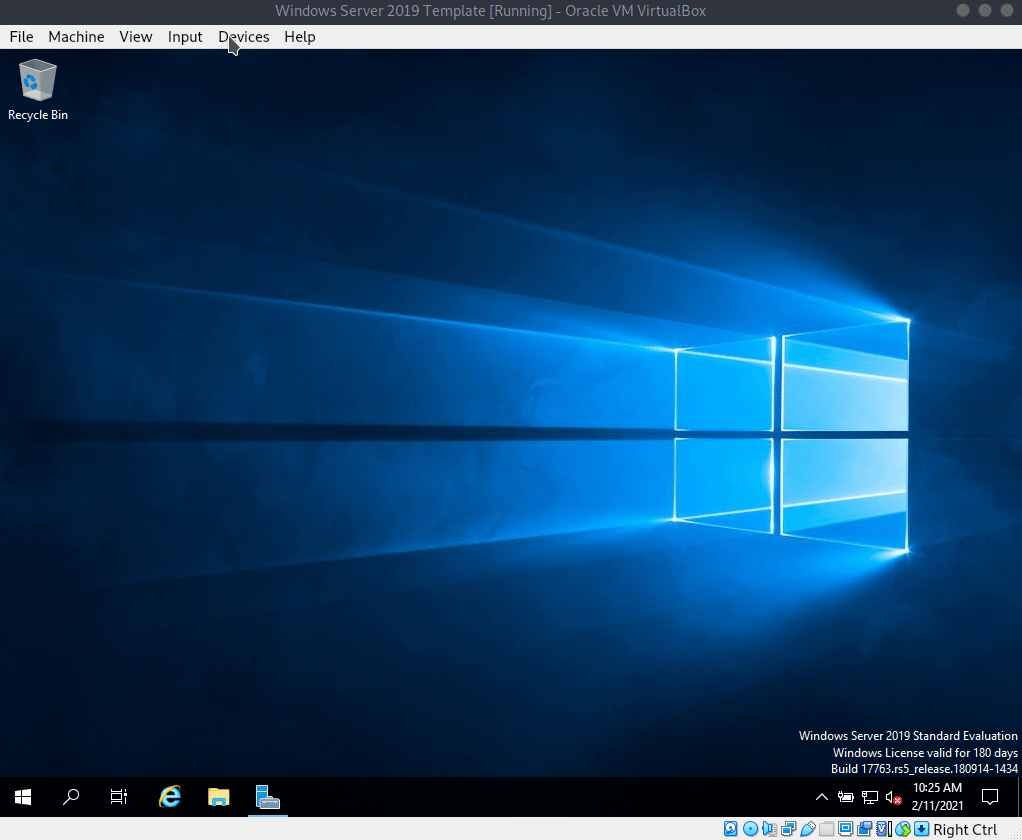 Windows Server 2019 Template [Running] - Oracle VM VirtualBox
File Machine View Input Devices Help
Recycle Bin
Windows Server 2019 Standard Evaluation
Windows License valid for 180 days
Build 17763.rs5_release.180914-1434
10:25 AM
2/11/2021
Right Ctrl